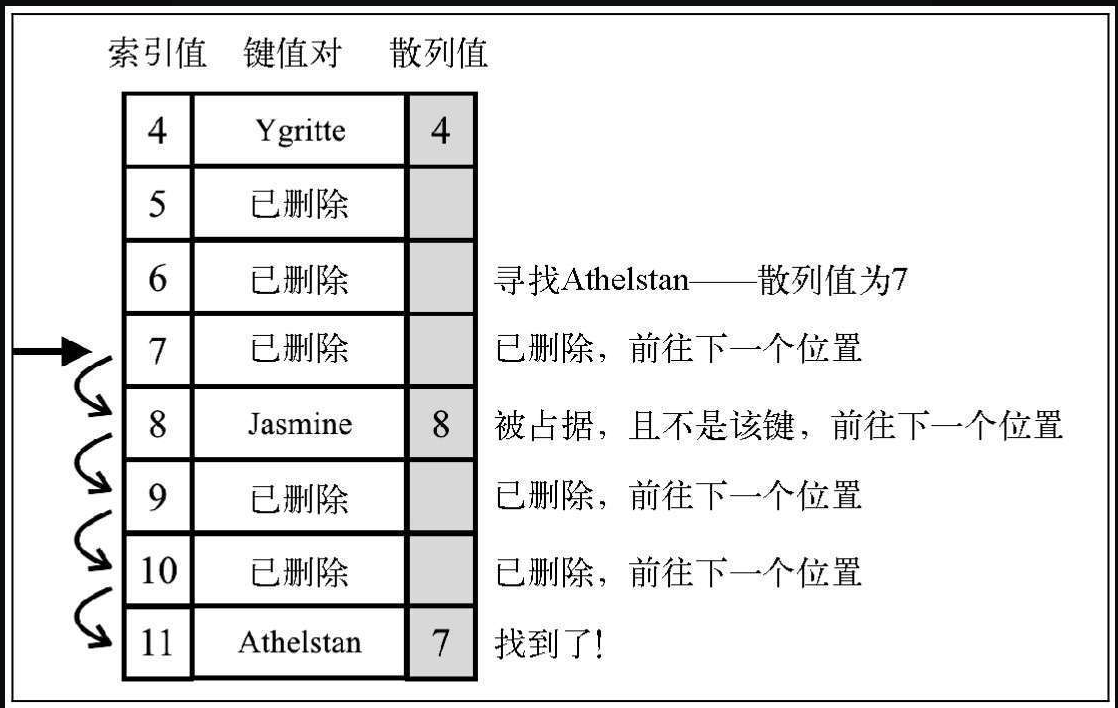 索引值 键值对 散列值
4 Ygritte 4
5 已删除
6 已删除 寻找Athelstan——散列值为7
7 已删除 已删除，前往下一个位置
8 Jasmine 8 被占据，且不是该键，前往下一个位置
9 已删除 已删除，前往下一个位置
10 已删除 已删除，前往下一个位置
11 Athelstan 7 找到了!